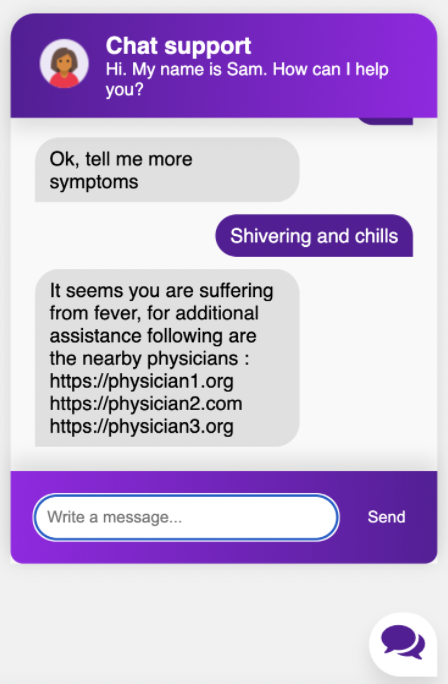 Chat support
Hi. My name is Sam. How can I help
you?
Ok, tell me more
symptoms
Shivering and chills
It seems you are suffering
from fever, for additional
assistance following are
the nearby physicians :
https://physician1.org
https://physician2.com
https://physician3.org
Write a message...
Send